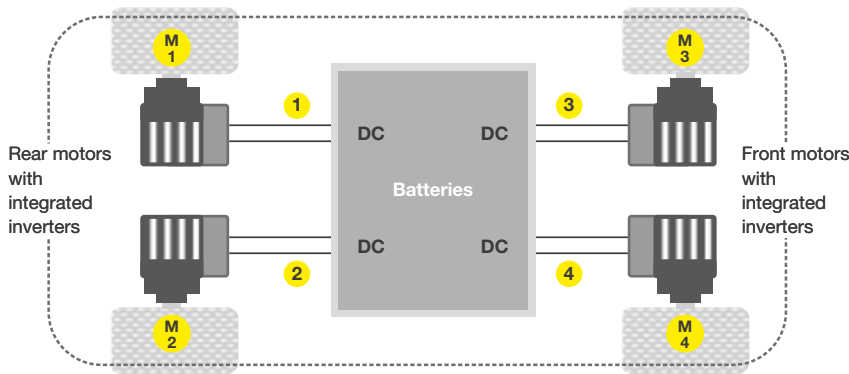 M
1
M
3
1
3
DC
DC
Rear motors
with
integrated
inverters
Batteries
Front motors
with
integrated
inverters
DC
DC
2
4
M
2
M
4